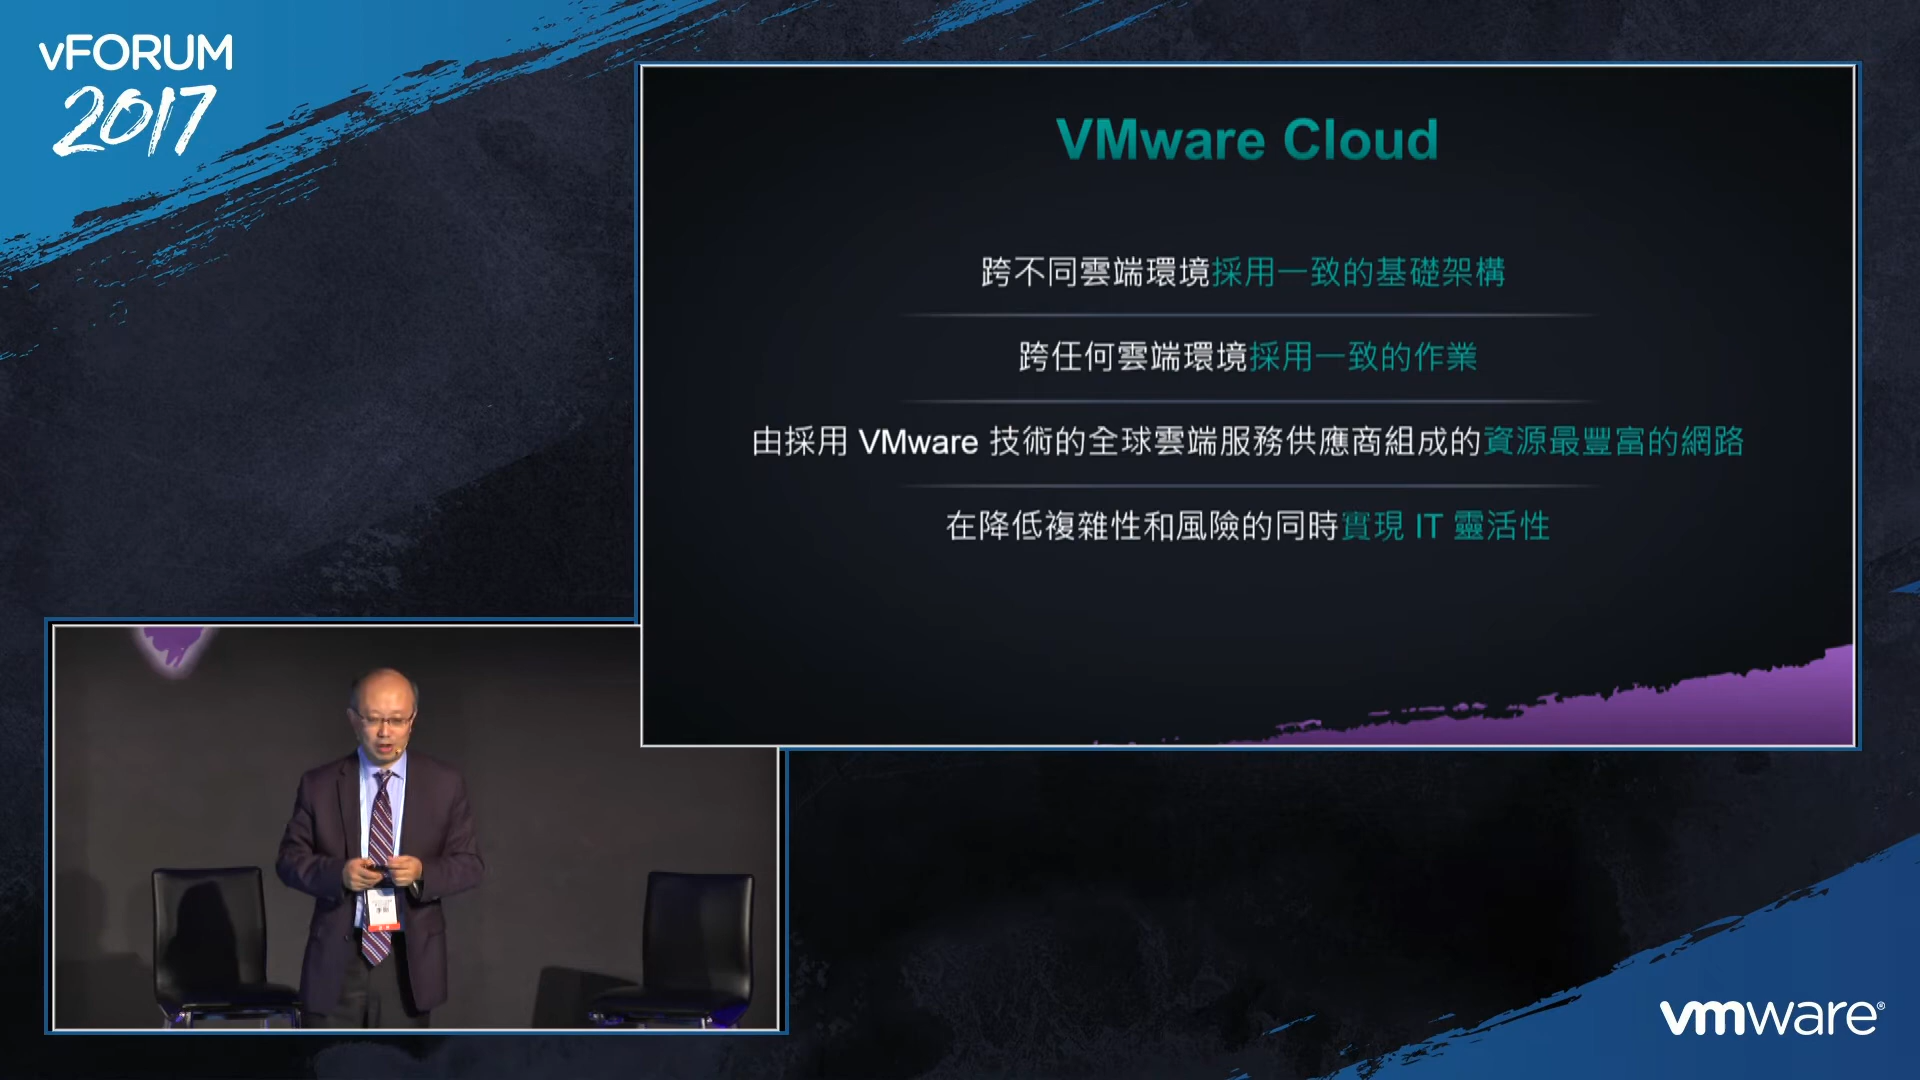 vFORUM
2017
VMware Cloud
跨不同雲端環境採用一致的基礎架構
跨任何雲端環境採用一致的作業
由採用 VMware 技術的全球雲端服務供應商組成的資源最豐富的網路
在降低複雜性和風險的同時實現 IT 靈活性
vmware®